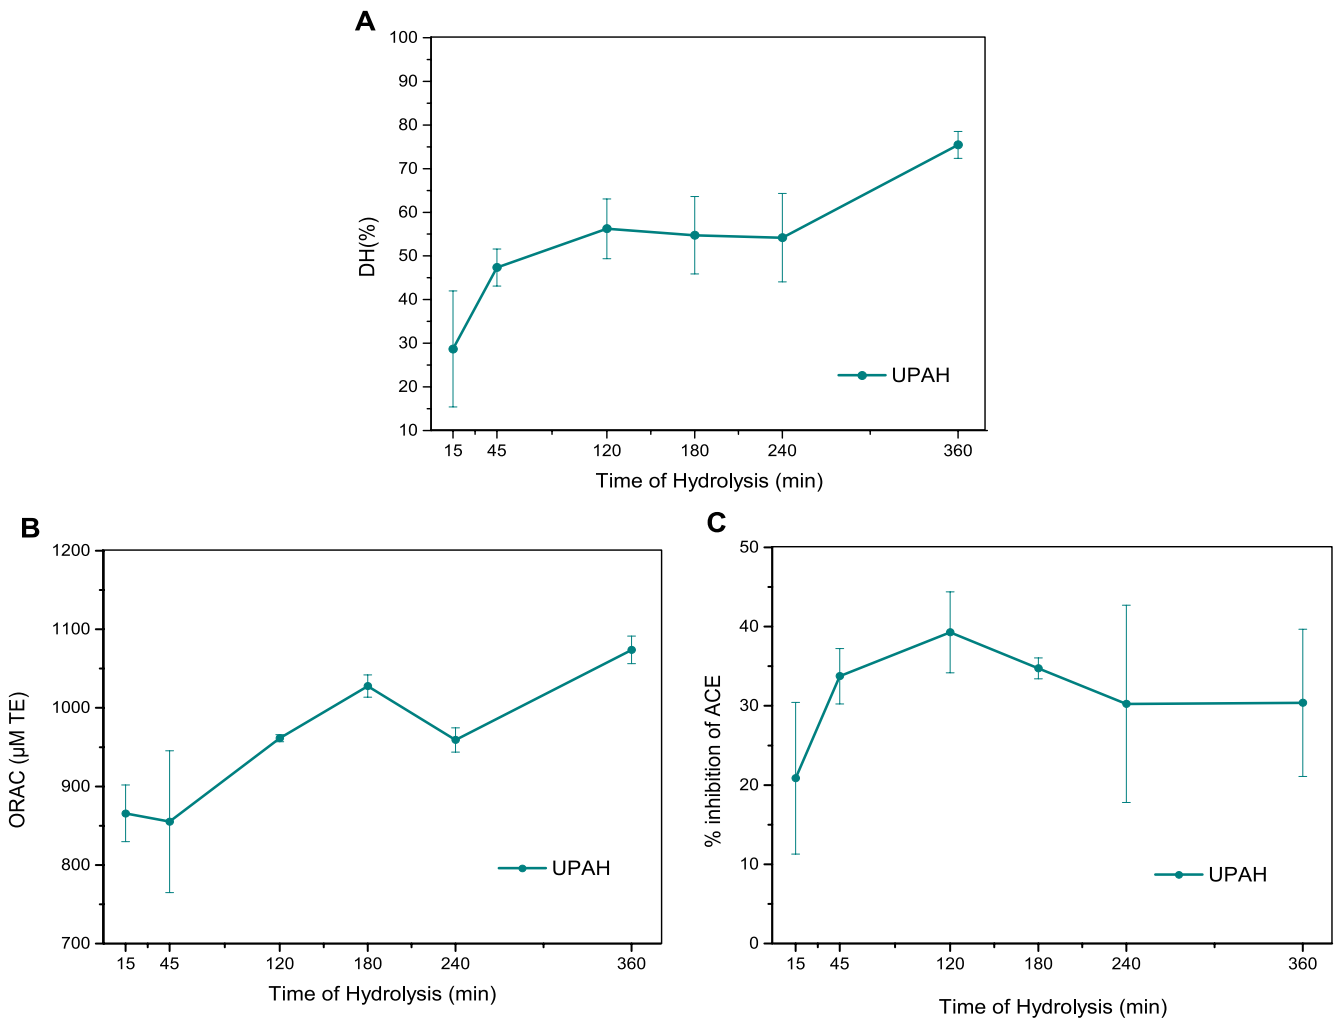 A
100
90
80
70
60
50
40
30
20
10
DH(%)
UPAH
15 45 120 180 240 360
Time of Hydrolysis (min)
B
1200
1100
1000
900
800
700
ORAC (µM TE)
UPAH
15 45 120 180 240 360
Time of Hydrolysis (min)
C
50
40
30
20
10
0
% inhibition of ACE
UPAH
15 45 120 180 240 360
Time of Hydrolysis (min)